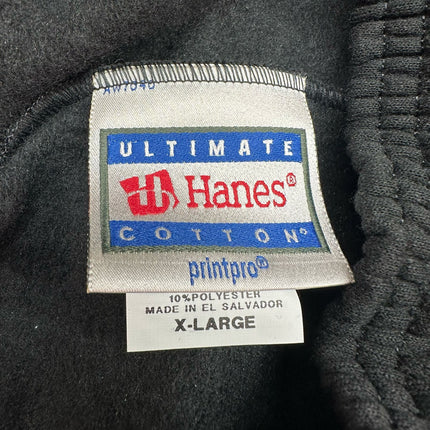 ULTIMATE
Hanes®
COTTON®
printpro®
10% POLYESTER
MADE IN EL SALVADOR
X-LARGE